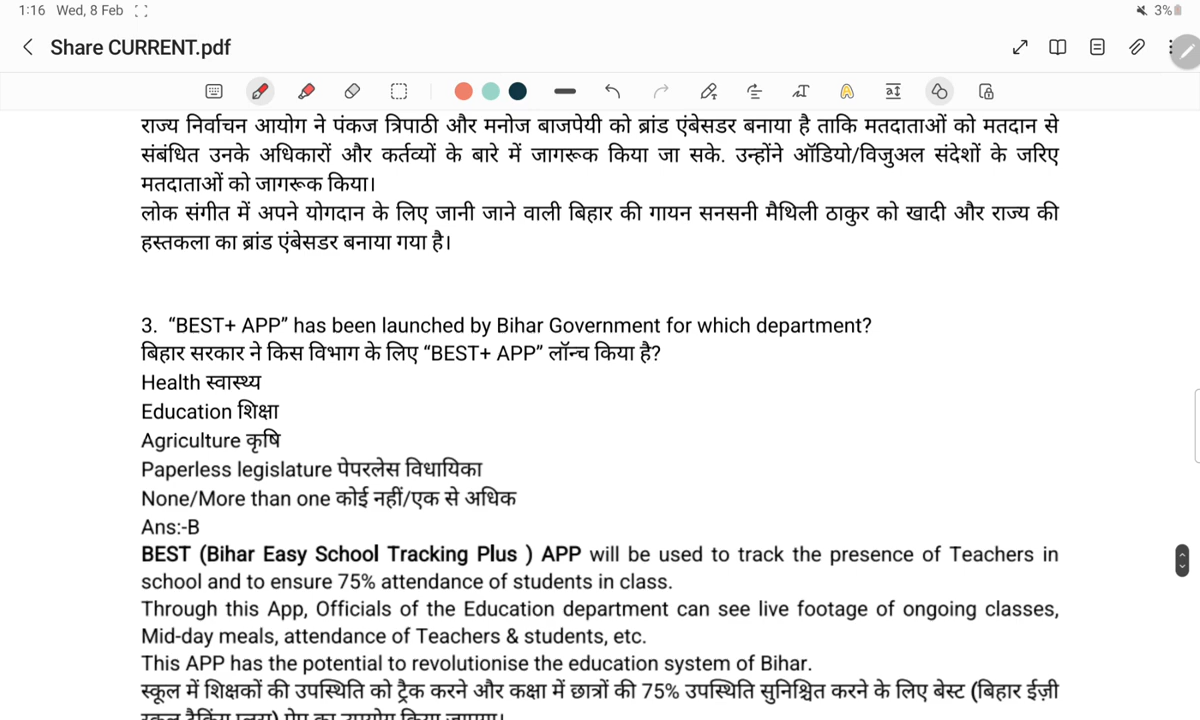 1:16 Wed, 8 Feb
3%
Share CURRENT.pdf
राज्य निर्वाचन आयोग ने पंकज त्रिपाठी और मनोज बाजपेयी को ब्रांड एंबेसडर बनाया है ताकि मतदाताओं को मतदान से
संबंधित उनके अधिकारों और कर्तव्यों के बारे में जागरूक किया जा सके. उन्होंने ऑडियो/विजुअल संदेशों के जरिए
मतदाताओं को जागरूक किया।
लोक संगीत में अपने योगदान के लिए जानी जाने वाली बिहार की गायन सनसनी मैथिली ठाकुर को खादी और राज्य की
हस्तकला का ब्रांड एंबेसडर बनाया गया है।
3. “BEST+ APP” has been launched by Bihar Government for which department?
बिहार सरकार ने किस विभाग के लिए “BEST+ APP” लॉन्च किया है?
Health स्वास्थ्य
Education शिक्षा
Agriculture कृषि
Paperless legislature पेपरलेस विधायिका
None/More than one कोई नहीं/एक से अधिक
Ans:-B
BEST (Bihar Easy School Tracking Plus ) APP will be used to track the presence of Teachers in
school and to ensure 75% attendance of students in class.
Through this App, Officials of the Education department can see live footage of ongoing classes,
Mid-day meals, attendance of Teachers & students, etc.
This APP has the potential to revolutionise the education system of Bihar.
स्कूल में शिक्षकों की उपस्थिति को ट्रैक करने और कक्षा में छात्रों की 75% उपस्थिति सुनिश्चित करने के लिए बेस्ट (बिहार ईज़ी
स्कूल ट्रैकिंग प्लस) ऐप का उपयोग किया जाएगा।